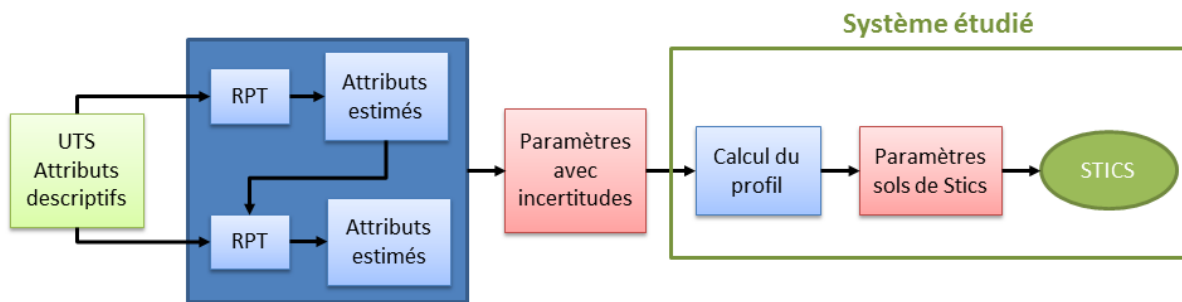 Système étudié
UTS
Attributs
descriptifs
RPT
Attributs
estimés
RPT
Attributs
estimés
Paramètres
avec
incertitudes
Calcul du
profil
Paramètres
sols de Stics
STICS